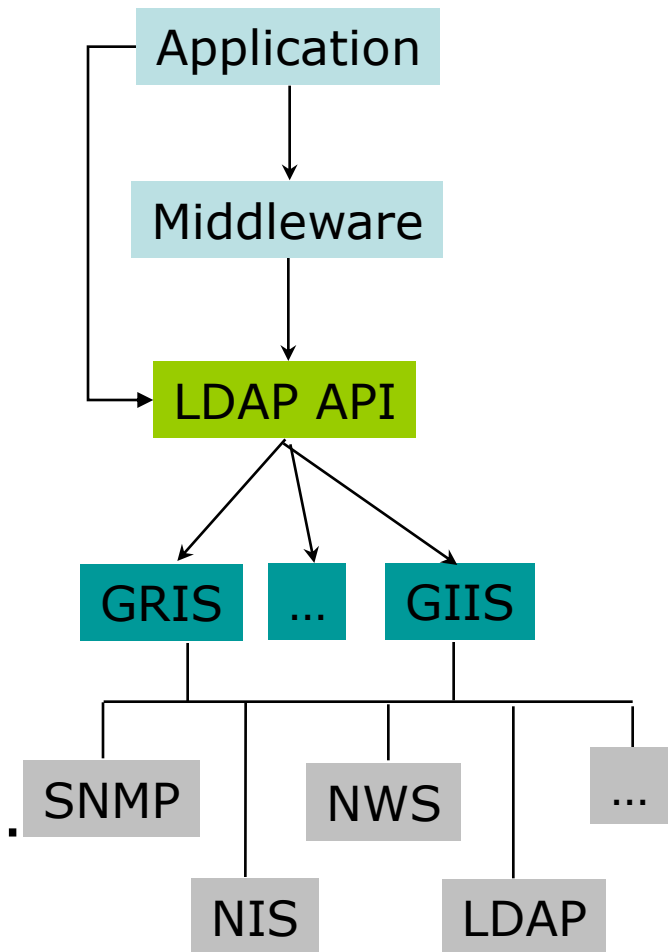 Application
Middleware
LDAP API
GRIS
...
GIIS
SNMP
NWS
...
.
NIS
LDAP